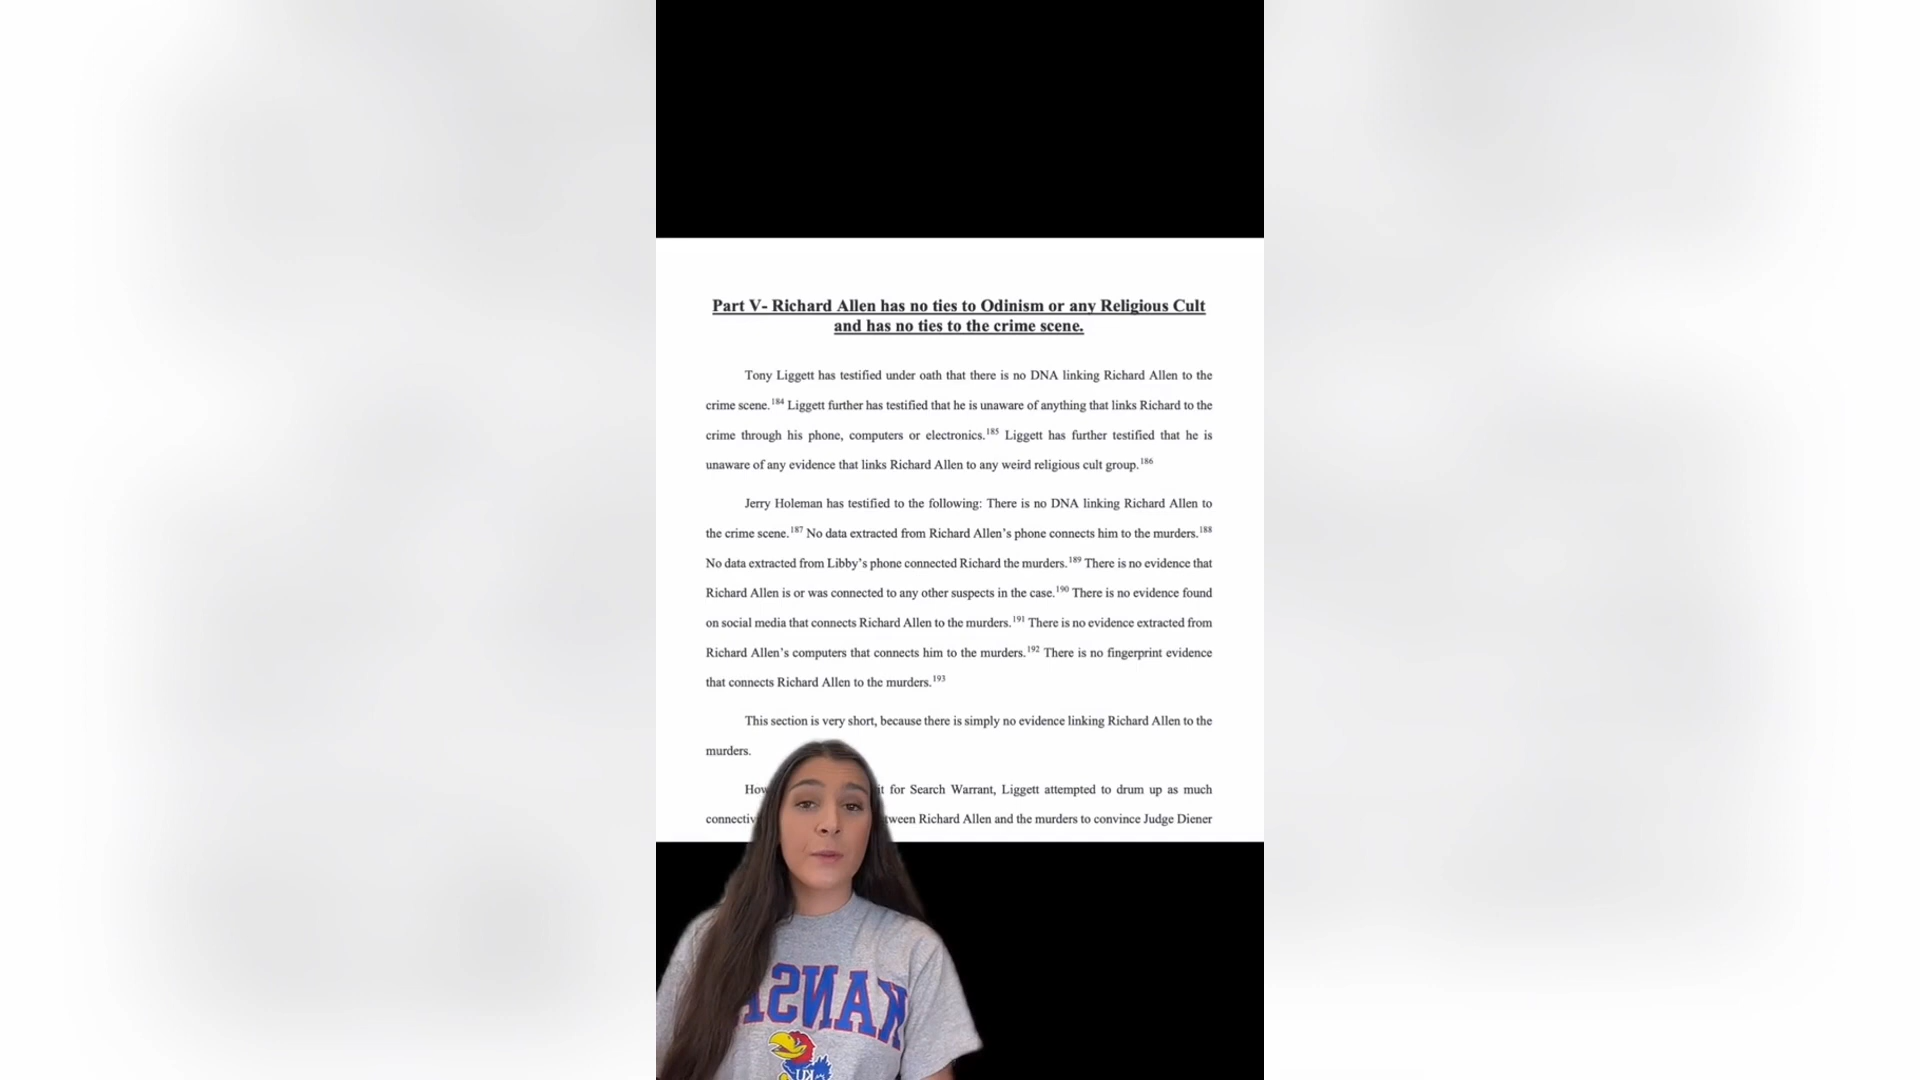 Part V- Richard Allen has no ties to Odinism or any Religious Cult
and has no ties to the crime scene.
Tony Liggett has testified under oath that there is no DNA linking Richard Allen to the
crime scene.184 Liggett further has testified that he is unaware of anything that links Richard to the
crime through his phone, computers or electronics.185 Liggett has further testified that he is
unaware of any evidence that links Richard Allen to any weird religious cult group.186
Jerry Holeman has testified to the following: There is no DNA linking Richard Allen to
the crime scene.187 No data extracted from Richard Allen’s phone connects him to the murders.188
No data extracted from Libby’s phone connected Richard the murders.189 There is no evidence that
Richard Allen is or was connected to any other suspects in the case.190 There is no evidence found
on social media that connects Richard Allen to the murders.191 There is no evidence extracted from
Richard Allen’s computers that connects him to the murders.192 There is no fingerprint evidence
that connects Richard Allen to the murders.193
This section is very short, because there is simply no evidence linking Richard Allen to the
murders.
for Search Warrant, Liggett attempted to drum up as much
Richard Allen and the murders to convince Judge Diener
KANSA
KU